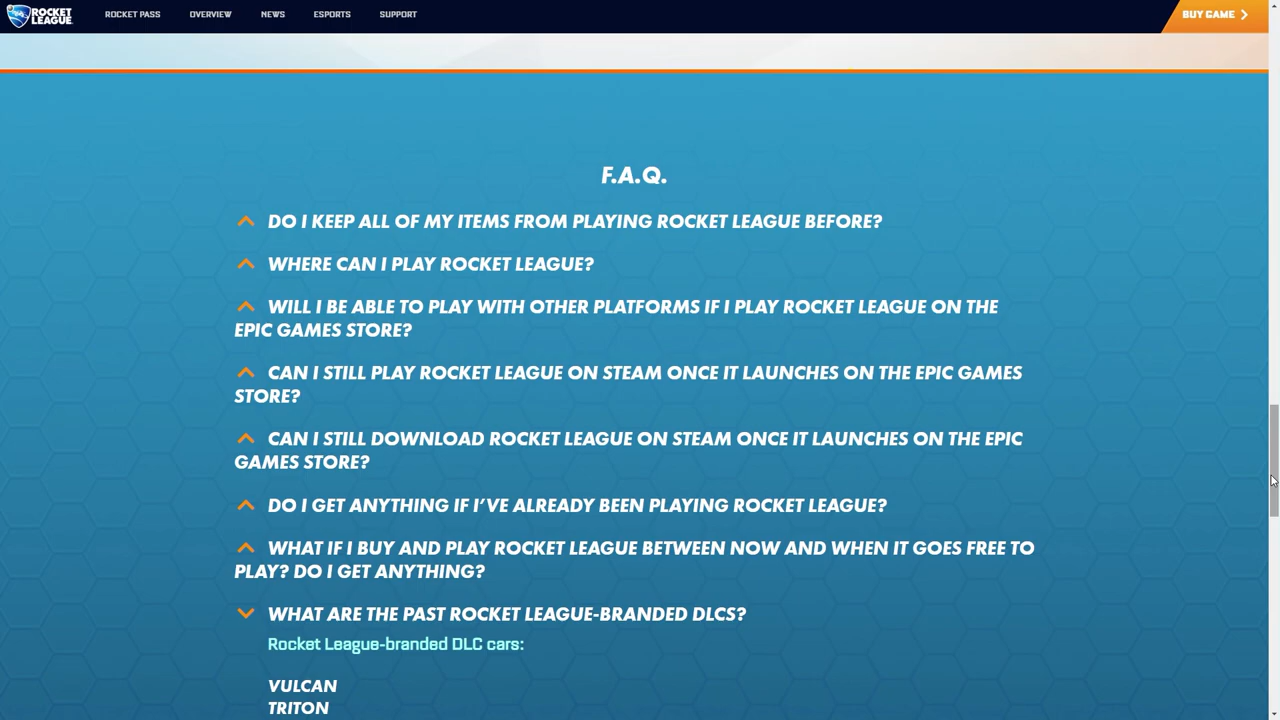 ROCKET LEAGUE
ROCKET PASS
OVERVIEW
NEWS
ESPORTS
SUPPORT
BUY GAME
F.A.Q.
DO I KEEP ALL OF MY ITEMS FROM PLAYING ROCKET LEAGUE BEFORE?
WHERE CAN I PLAY ROCKET LEAGUE?
WILL I BE ABLE TO PLAY WITH OTHER PLATFORMS IF I PLAY ROCKET LEAGUE ON THE
EPIC GAMES STORE?
CAN I STILL PLAY ROCKET LEAGUE ON STEAM ONCE IT LAUNCHES ON THE EPIC GAMES
STORE?
CAN I STILL DOWNLOAD ROCKET LEAGUE ON STEAM ONCE IT LAUNCHES ON THE EPIC
GAMES STORE?
DO I GET ANYTHING IF I'VE ALREADY BEEN PLAYING ROCKET LEAGUE?
WHAT IF I BUY AND PLAY ROCKET LEAGUE BETWEEN NOW AND WHEN IT GOES FREE TO
PLAY? DO I GET ANYTHING?
WHAT ARE THE PAST ROCKET LEAGUE-BRANDED DLCS?
Rocket League-branded DLC cars:
VULCAN
TRITON